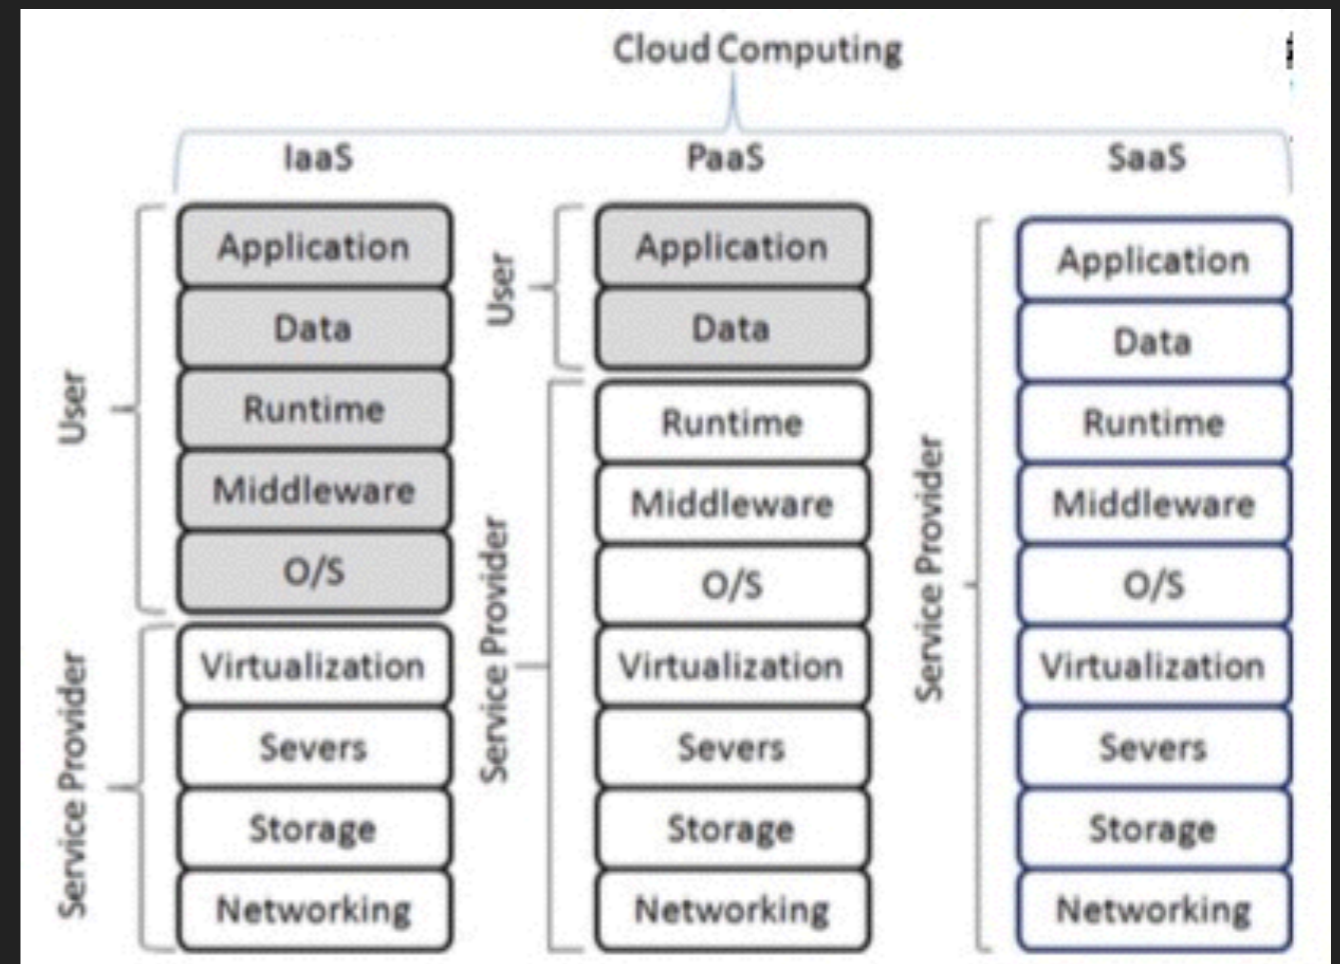 Cloud Computing
IaaS
PaaS
SaaS
User
Application
Data
Runtime
Middleware
O/S
Service Provider
Virtualization
Severs
Storage
Networking
User
Application
Data
Service Provider
Runtime
Middleware
O/S
Virtualization
Severs
Storage
Networking
Service Provider
Application
Data
Runtime
Middleware
O/S
Virtualization
Severs
Storage
Networking